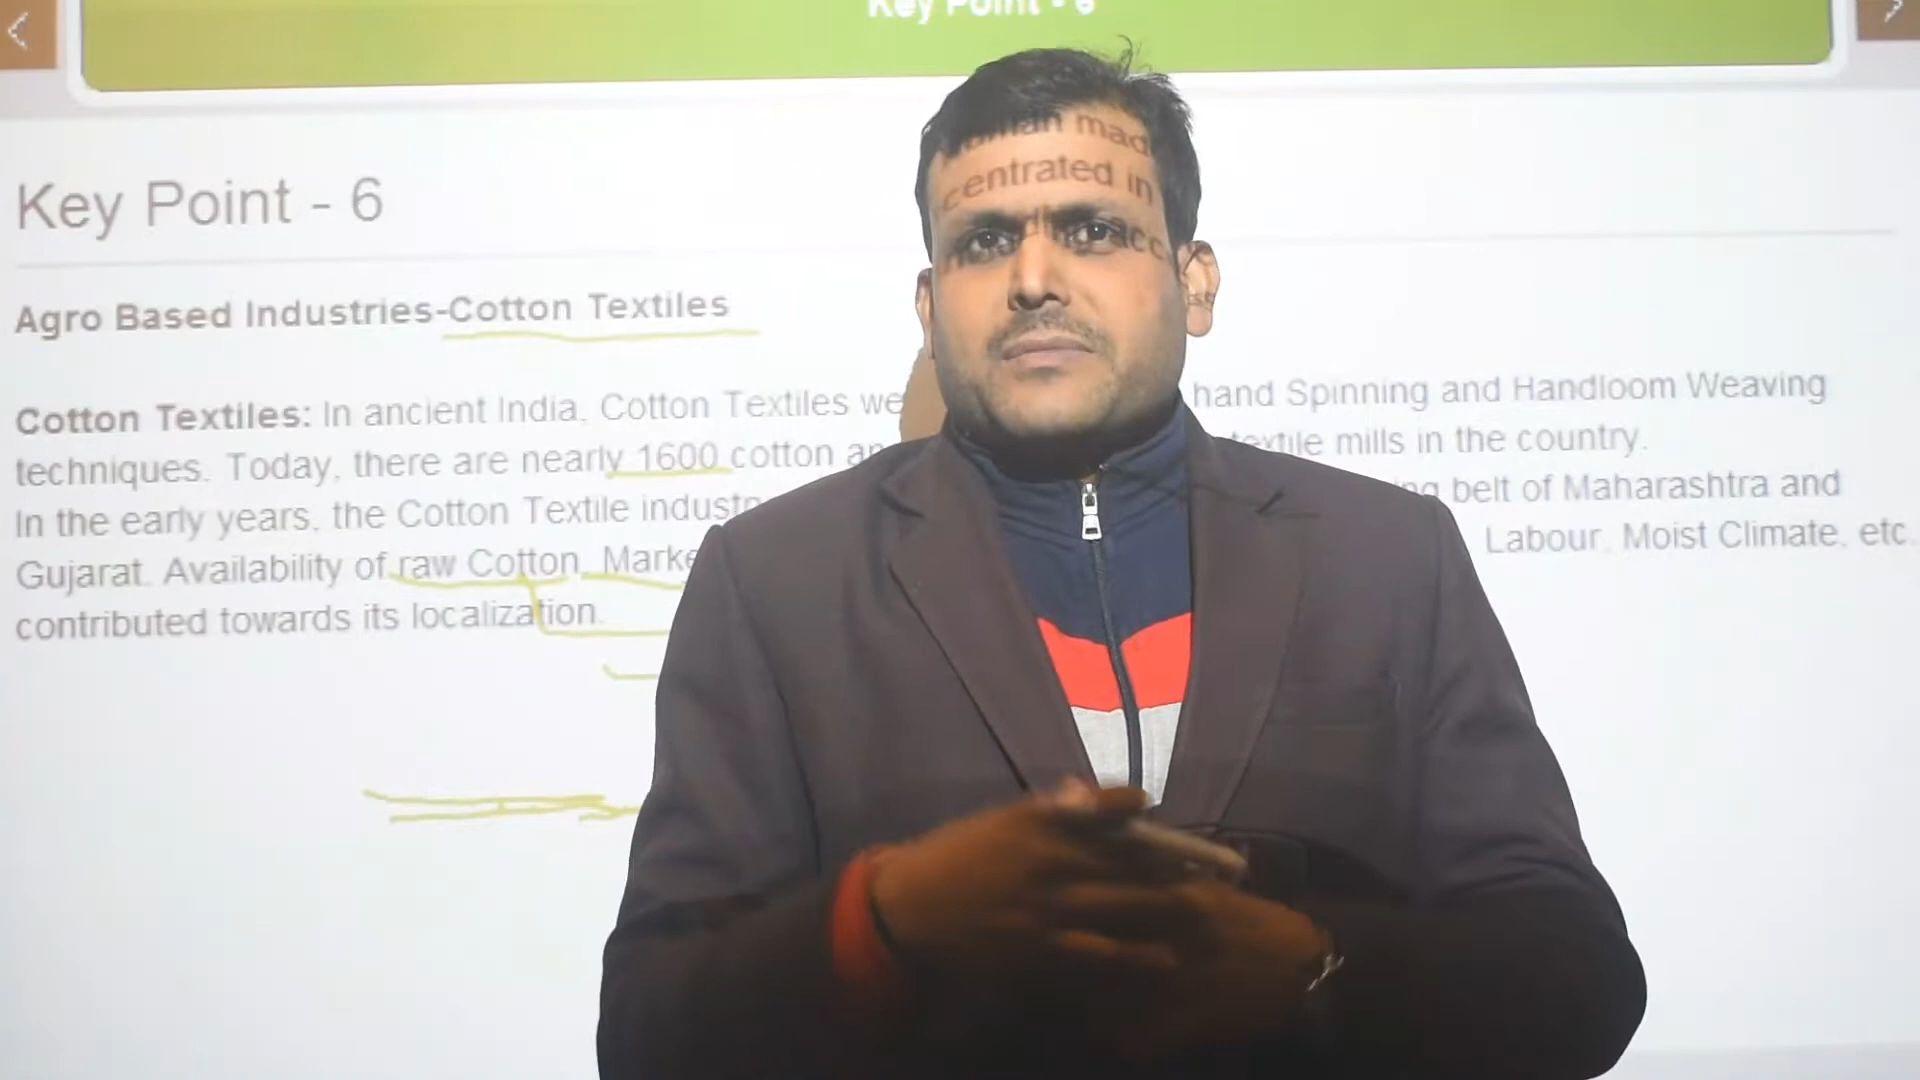 Key Point - 6
Key Point - 6
Agro Based Industries-Cotton Textiles
Cotton Textiles: In ancient India, Cotton Textiles we hand Spinning and Handloom Weaving
techniques. Today, there are nearly 1600 cotton an man mad textile mills in the country.
In the early years, the Cotton Textile industr centrated in ng belt of Maharashtra and
Gujarat. Availability of raw Cotton, Marke Labour, Moist Climate, etc.
contributed towards its localization.